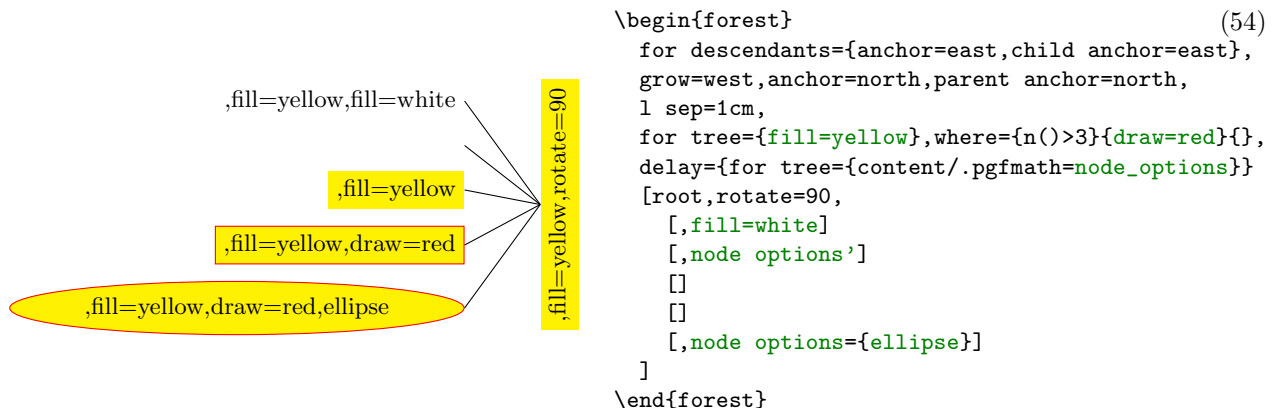 ,fill=yellow,fill=white
,fill=yellow
,fill=yellow,draw=red
,fill=yellow,draw=red,ellipse
,fill=yellow,rotate=90
\begin{forest} (54)
for descendants={anchor=east,child anchor=east},
grow=west,anchor=north,parent anchor=north,
l sep=1cm,
for tree={fill=yellow},where={n()>3}{draw=red}{},
delay={for tree={content/.pgfmath=node_options}}
[root,rotate=90,
[,fill=white]
[,node options']
[]
[]
[,node options={ellipse}]
]
\end{forest}